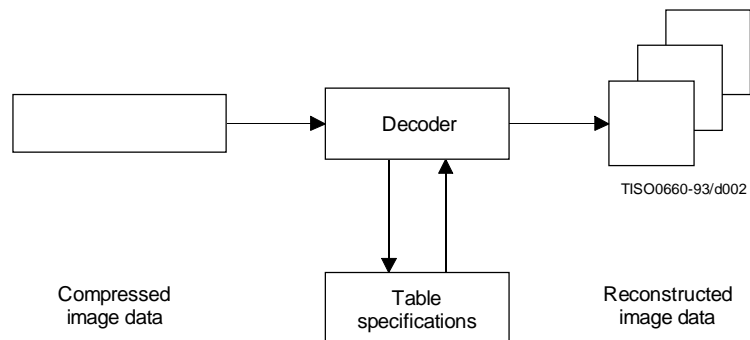 Decoder
TISO0660-93/d002
Compressed
image data
Table
specifications
Reconstructed
image data